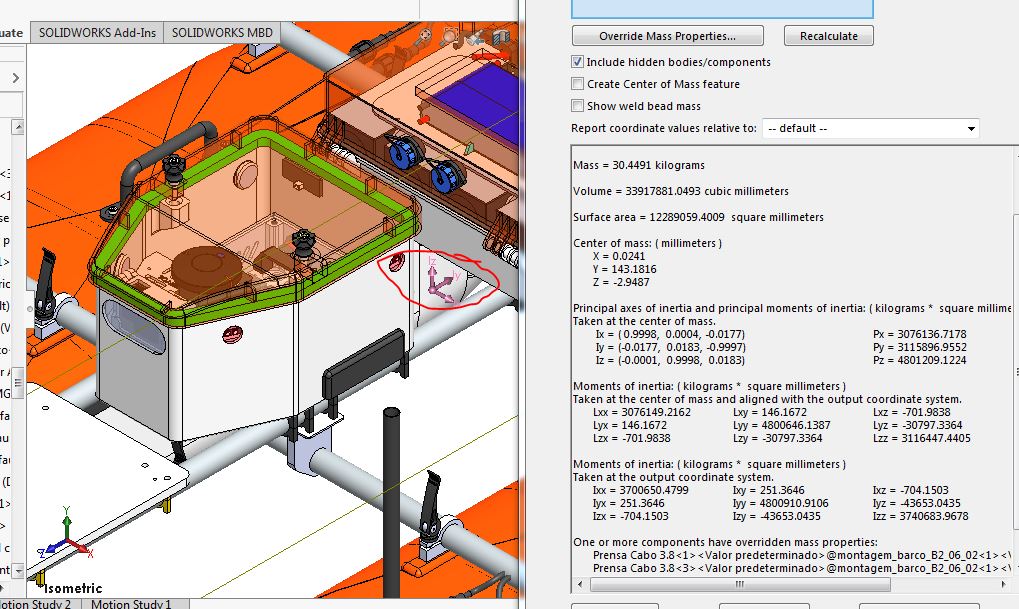 uate SOLIDWORKS Add-Ins SOLIDWORKS MBD
Iz
Iy
Y
Z
X
*Isometric
Motion Study 2 Motion Study 1
Override Mass Properties... Recalculate
Include hidden bodies/components
Create Center of Mass feature
Show weld bead mass
Report coordinate values relative to: -- default --
Mass = 30.4491 kilograms
Volume = 33917881.0493 cubic millimeters
Surface area = 12289059.4009 square millimeters
Center of mass: ( millimeters )
X = 0.0241
Y = 143.1816
Z = -2.9487
Principal axes of inertia and principal moments of inertia: ( kilograms * square millime
Taken at the center of mass.
Ix = ( 0.9998, 0.0004, -0.0177) Px = 3076136.7178
Iy = (-0.0177, 0.0183, -0.9997) Py = 3115896.9552
Iz = (-0.0001, 0.9998, 0.0183) Pz = 4801209.1224
Moments of inertia: ( kilograms * square millimeters )
Taken at the center of mass and aligned with the output coordinate system.
Lxx = 3076149.2162 Lxy = 146.1672 Lxz = -701.9838
Lyx = 146.1672 Lyy = 4800646.1387 Lyz = -30797.3364
Lzx = -701.9838 Lzy = -30797.3364 Lzz = 3116447.4405
Moments of inertia: ( kilograms * square millimeters )
Taken at the output coordinate system.
Ixx = 3700650.4799 Ixy = 251.3646 Ixz = -704.1503
Iyx = 251.3646 Iyy = 4800910.9106 Iyz = -43653.0435
Izx = -704.1503 Izy = -43653.0435 Izz = 3740683.9678
One or more components have overridden mass properties:
Prensa Cabo 3.8<1><Valor predeterminado>@montagem_barco_B2_06_02<1><V
Prensa Cabo 3.8<3><Valor predeterminado>@montagem_barco_B2_06_02<1><V